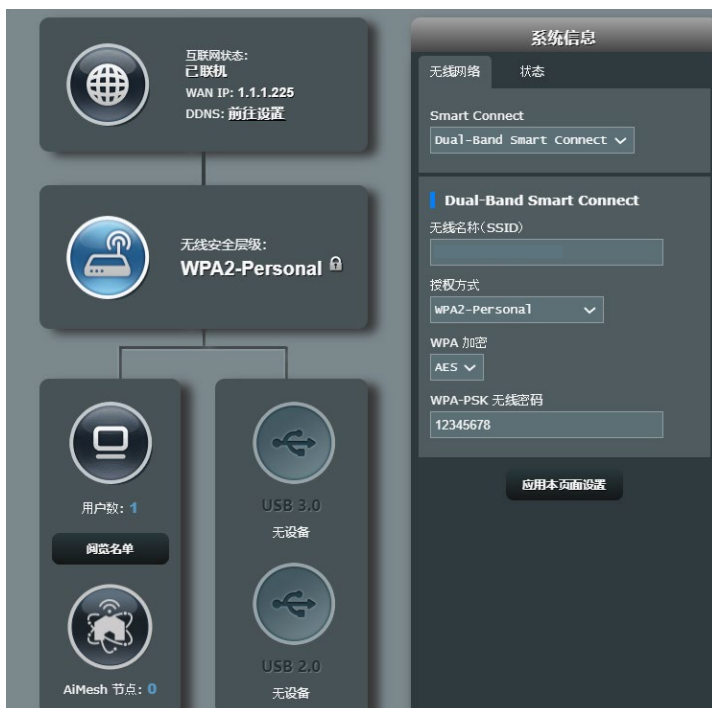 互联网状态:
已联机
WAN IP: 1.1.1.225
DDNS: 前往设置
无线安全层级:
WPA2-Personal
用户数: 1
阅览名单
AiMesh 节点: 0
USB 3.0
无设备
USB 2.0
无设备
系统信息
无线网络
状态
Smart Connect
Dual-Band Smart Connect
Dual-Band Smart Connect
无线名称(SSID)
授权方式
WPA2-Personal
WPA 加密
AES
WPA-PSK 无线密码
12345678
应用本页面设置